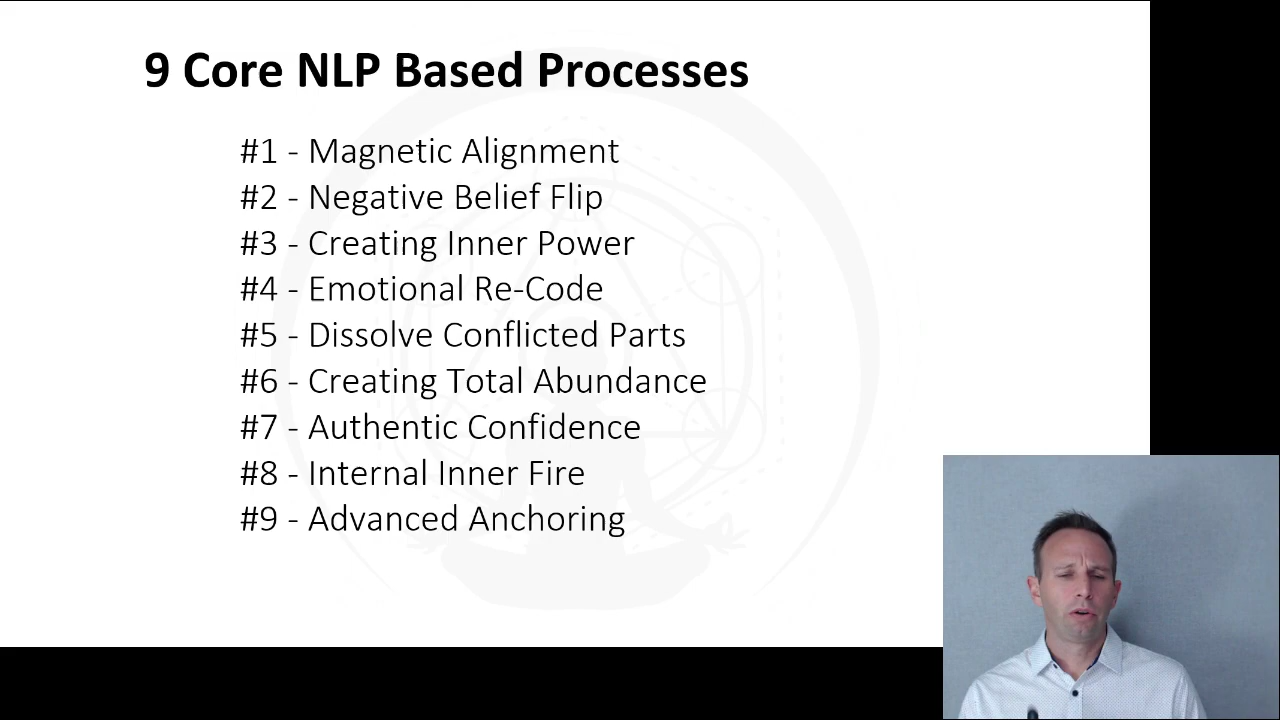 9 Core NLP Based Processes
#1 - Magnetic Alignment
#2 - Negative Belief Flip
#3 - Creating Inner Power
#4 - Emotional Re-Code
#5 - Dissolve Conflicted Parts
#6 - Creating Total Abundance
#7 - Authentic Confidence
#8 - Internal Inner Fire
#9 - Advanced Anchoring